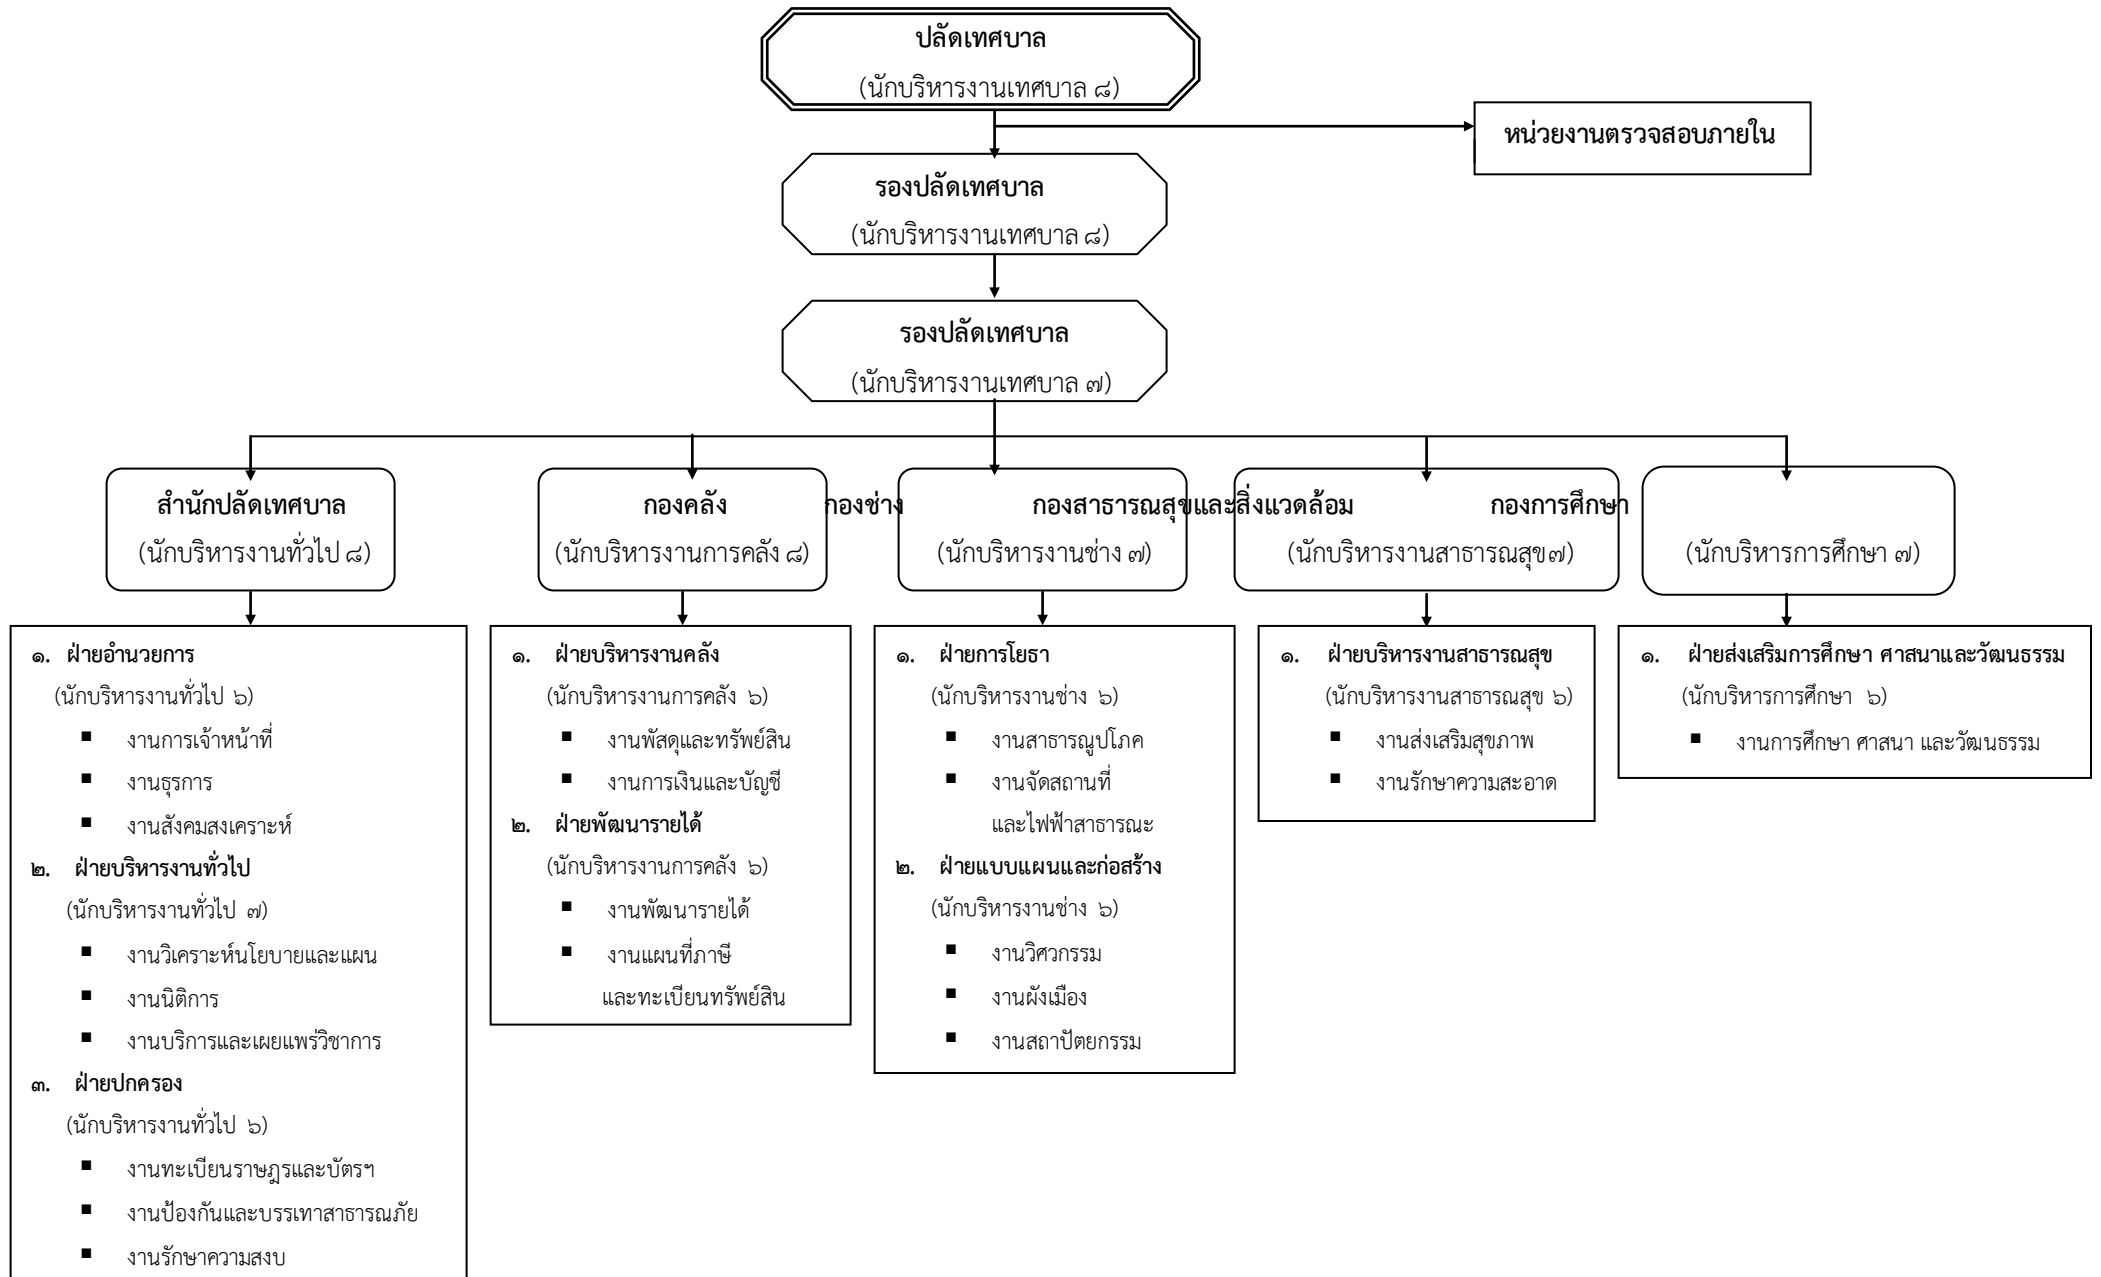 ปลัดเทศบาล
(นักบริหารงานเทศบาล ๘)
หน่วยงานตรวจสอบภายใน
รองปลัดเทศบาล
(นักบริหารงานเทศบาล ๘)
รองปลัดเทศบาล
(นักบริหารงานเทศบาล ๗)
สำนักปลัดเทศบาล
(นักบริหารงานทั่วไป ๘)
กองคลัง
(นักบริหารงานการคลัง ๘)
กองช่าง
(นักบริหารงานช่าง ๗)
กองสาธารณสุขและสิ่งแวดล้อม
(นักบริหารงานสาธารณสุข ๗)
กองการศึกษา
(นักบริหารการศึกษา ๗)
๑. ฝ่ายอำนวยการ
(นักบริหารงานทั่วไป ๖)
▪ งานการเจ้าหน้าที่
▪ งานธุรการ
▪ งานสังคมสงเคราะห์
๒. ฝ่ายบริหารงานทั่วไป
(นักบริหารงานทั่วไป ๗)
▪ งานวิเคราะห์นโยบายและแผน
▪ งานนิติการ
▪ งานบริการและเผยแพร่วิชาการ
๓. ฝ่ายปกครอง
(นักบริหารงานทั่วไป ๖)
▪ งานทะเบียนราษฎรและบัตรฯ
▪ งานป้องกันและบรรเทาสาธารณภัย
▪ งานรักษาความสงบ
๑. ฝ่ายบริหารงานคลัง
(นักบริหารงานการคลัง ๖)
▪ งานพัสดุและทรัพย์สิน
▪ งานการเงินและบัญชี
๒. ฝ่ายพัฒนารายได้
(นักบริหารงานการคลัง ๖)
▪ งานพัฒนารายได้
▪ งานแผนที่ภาษี
และทะเบียนทรัพย์สิน
๑. ฝ่ายการโยธา
(นักบริหารงานช่าง ๖)
▪ งานสาธารณูปโภค
▪ งานจัดสถานที่
และไฟฟ้าสาธารณะ
๒. ฝ่ายแบบแผนและก่อสร้าง
(นักบริหารงานช่าง ๖)
▪ งานวิศวกรรม
▪ งานผังเมือง
▪ งานสถาปัตยกรรม
๑. ฝ่ายบริหารงานสาธารณสุข
(นักบริหารงานสาธารณสุข ๖)
▪ งานส่งเสริมสุขภาพ
▪ งานรักษาความสะอาด
๑. ฝ่ายส่งเสริมการศึกษา ศาสนาและวัฒนธรรม
(นักบริหารการศึกษา ๖)
▪ งานการศึกษา ศาสนา และวัฒนธรรม